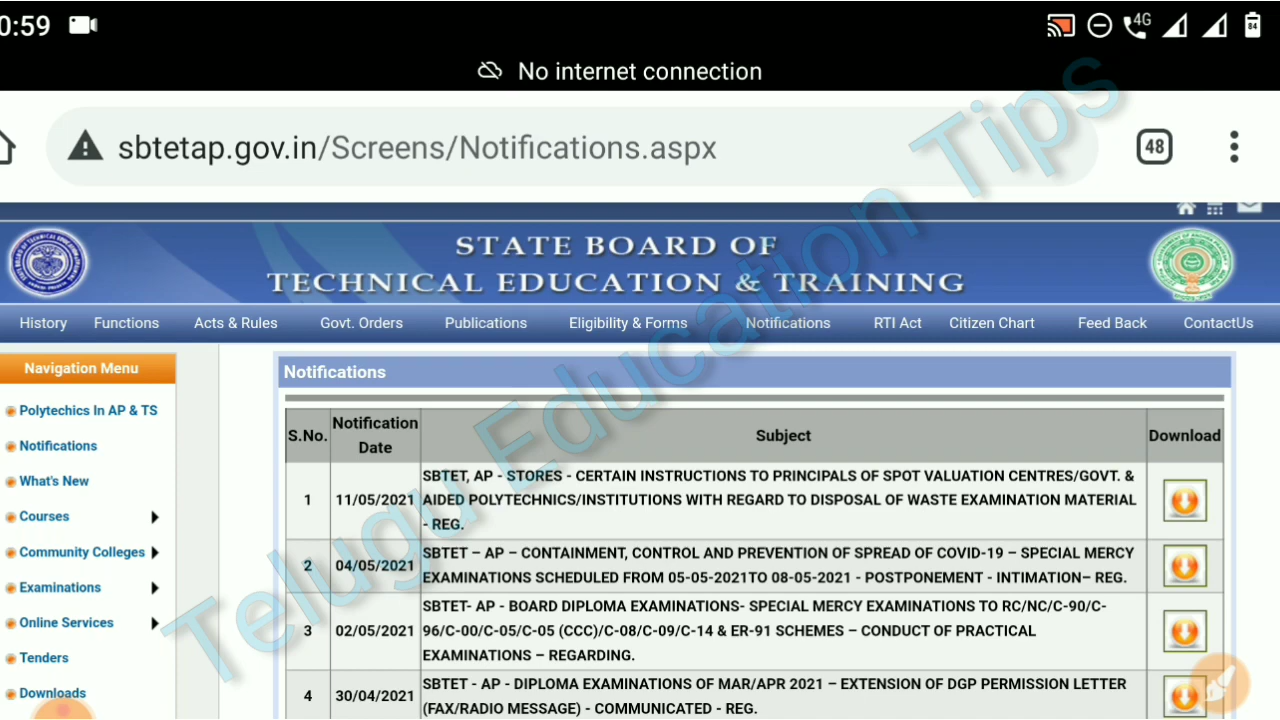 0:59
4G
84
No internet connection
sbtetap.gov.in/Screens/Notifications.aspx
48
STATE BOARD OF
TECHNICAL EDUCATION & TRAINING
History Functions Acts & Rules Govt. Orders Publications Eligibility & Forms Notifications RTI Act Citizen Chart Feed Back ContactUs
Navigation Menu
Polytechics In AP & TS
Notifications
What's New
Courses
Community Colleges
Examinations
Online Services
Tenders
Downloads
Notifications
S.No. Notification Date Subject Download
1 11/05/2021 SBTET, AP - STORES - CERTAIN INSTRUCTIONS TO PRINCIPALS OF SPOT VALUATION CENTRES/GOVT. &
AIDED POLYTECHNICS/INSTITUTIONS WITH REGARD TO DISPOSAL OF WASTE EXAMINATION MATERIAL
- REG.
2 04/05/2021 SBTET – AP – CONTAINMENT, CONTROL AND PREVENTION OF SPREAD OF COVID-19 – SPECIAL MERCY
EXAMINATIONS SCHEDULED FROM 05-05-2021TO 08-05-2021 - POSTPONEMENT - INTIMATION– REG.
3 02/05/2021 SBTET- AP - BOARD DIPLOMA EXAMINATIONS- SPECIAL MERCY EXAMINATIONS TO RC/NC/C-90/C-
96/C-00/C-05/C-05 (CCC)/C-08/C-09/C-14 & ER-91 SCHEMES – CONDUCT OF PRACTICAL
EXAMINATIONS – REGARDING.
4 30/04/2021 SBTET - AP - DIPLOMA EXAMINATIONS OF MAR/APR 2021 – EXTENSION OF DGP PERMISSION LETTER
(FAX/RADIO MESSAGE) - COMMUNICATED - REG.
Telugu Education Tips